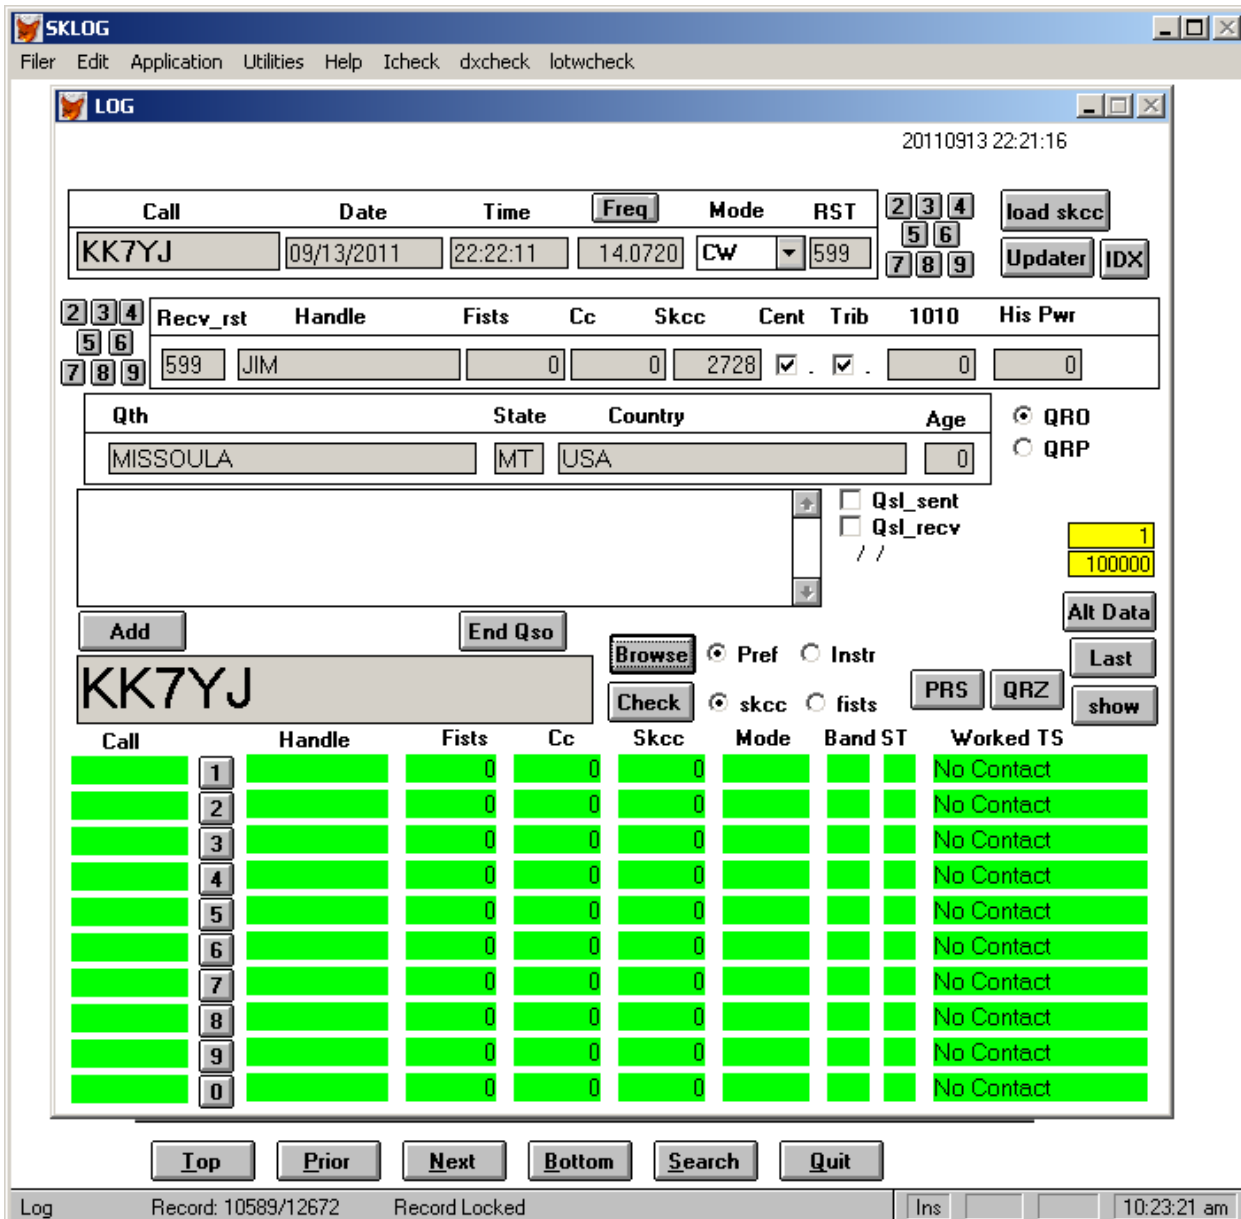 SKLOG
Filer Edit Application Utilities Help Icheck dxcheck lotwcheck
LOG
20110913 22:21:16
Call Date Time Freq Mode RST 2 3 4 load skcc
5 6
KK7YJ 09/13/2011 22:22:11 14.0720 CW 599 7 8 9 Updater IDX
2 3 4 Recv_rst Handle Fists Cc Skcc Cent Trib 1010 His Pwr
5 6
7 8 9 599 JIM 0 0 2728 . . 0 0
Qth State Country Age QRO
MISSOULA MT USA 0 QRP
Qsl_sent
Qsl_recv 1
/ / 100000
Alt Data
Add End Qso
Browse Pref Instr Last
KK7YJ Check skcc fists PRS QRZ show
Call Handle Fists Cc Skcc Mode Band ST Worked TS
1 0 0 0 No Contact
2 0 0 0 No Contact
3 0 0 0 No Contact
4 0 0 0 No Contact
5 0 0 0 No Contact
6 0 0 0 No Contact
7 0 0 0 No Contact
8 0 0 0 No Contact
9 0 0 0 No Contact
0 0 0 0 No Contact
Top Prior Next Bottom Search Quit
Log Record: 10589/12672 Record Locked Ins 10:23:21 am